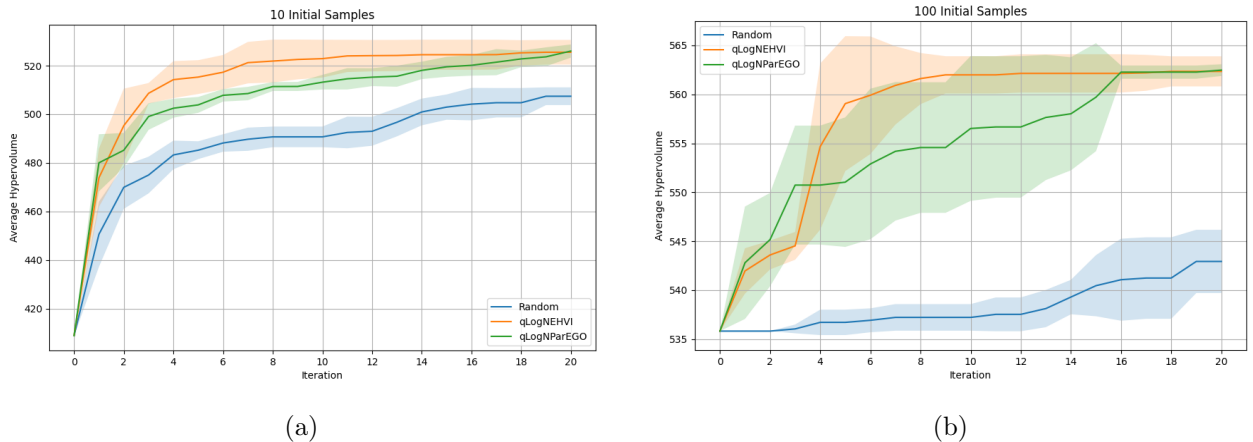 10 Initial Samples
Average Hypervolume
520
500
480
460
440
420
0 2 4 6 8 10 12 14 16 18 20
Iteration
Random
qLogNEHVI
qLogNParEGO
(a)
100 Initial Samples
Random
qLogNEHVI
qLogNParEGO
Average Hypervolume
565
560
555
550
545
540
535
0 2 4 6 8 10 12 14 16 18 20
Iteration
(b)